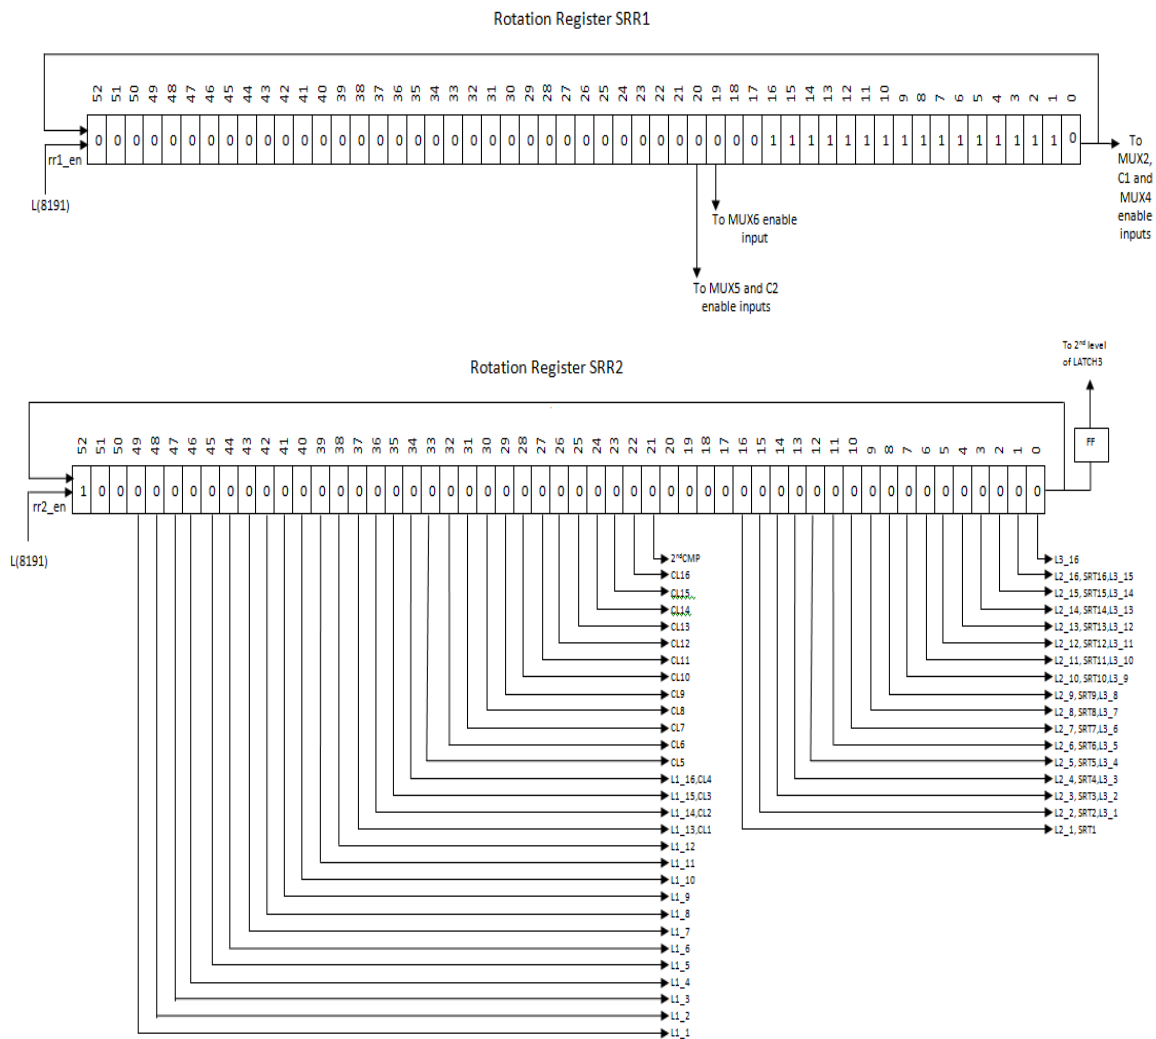 Rotation Register SRR1
52 51 50 49 48 47 46 45 44 43 42 41 40 39 38 37 36 35 34 33 32 31 30 29 28 27 26 25 24 23 22 21 20 19 18 17 16 15 14 13 12 11 10 9 8 7 6 5 4 3 2 1 0
0 0 0 0 0 0 0 0 0 0 0 0 0 0 0 0 0 0 0 0 0 0 0 0 0 0 0 0 0 0 0 0 0 0 0 0 1 1 1 1 1 1 1 1 1 1 1 1 1 1 1 1 0
rr1_en
L(8191)
To
MUX2,
C1 and
MUX4
enable
inputs
To MUX6 enable
input
To MUX5 and C2
enable inputs
To 2nd level
of LATCH3
Rotation Register SRR2
FF
52 51 50 49 48 47 46 45 44 43 42 41 40 39 38 37 36 35 34 33 32 31 30 29 28 27 26 25 24 23 22 21 20 19 18 17 16 15 14 13 12 11 10 9 8 7 6 5 4 3 2 1 0
1 0 0 0 0 0 0 0 0 0 0 0 0 0 0 0 0 0 0 0 0 0 0 0 0 0 0 0 0 0 0 0 0 0 0 0 0 0 0 0 0 0 0 0 0 0 0 0 0 0 0 0 0
rr2_en
L(8191)
2ndCMP
CL16
CL15
CL14
CL13
CL12
CL11
CL10
CL9
CL8
CL7
CL6
CL5
L1_16,CL4
L1_15,CL3
L1_14,CL2
L1_13,CL1
L1_12
L1_11
L1_10
L1_9
L1_8
L1_7
L1_6
L1_5
L1_4
L1_3
L1_2
L1_1
L3_16
L2_16, SRT16,L3_15
L2_15, SRT15,L3_14
L2_14, SRT14,L3_13
L2_13, SRT13,L3_12
L2_12, SRT12,L3_11
L2_11, SRT11,L3_10
L2_10, SRT10,L3_9
L2_9, SRT9,L3_8
L2_8, SRT8,L3_7
L2_7, SRT7,L3_6
L2_6, SRT6,L3_5
L2_5, SRT5,L3_4
L2_4, SRT4,L3_3
L2_3, SRT3,L3_2
L2_2, SRT2,L3_1
L2_1, SRT1